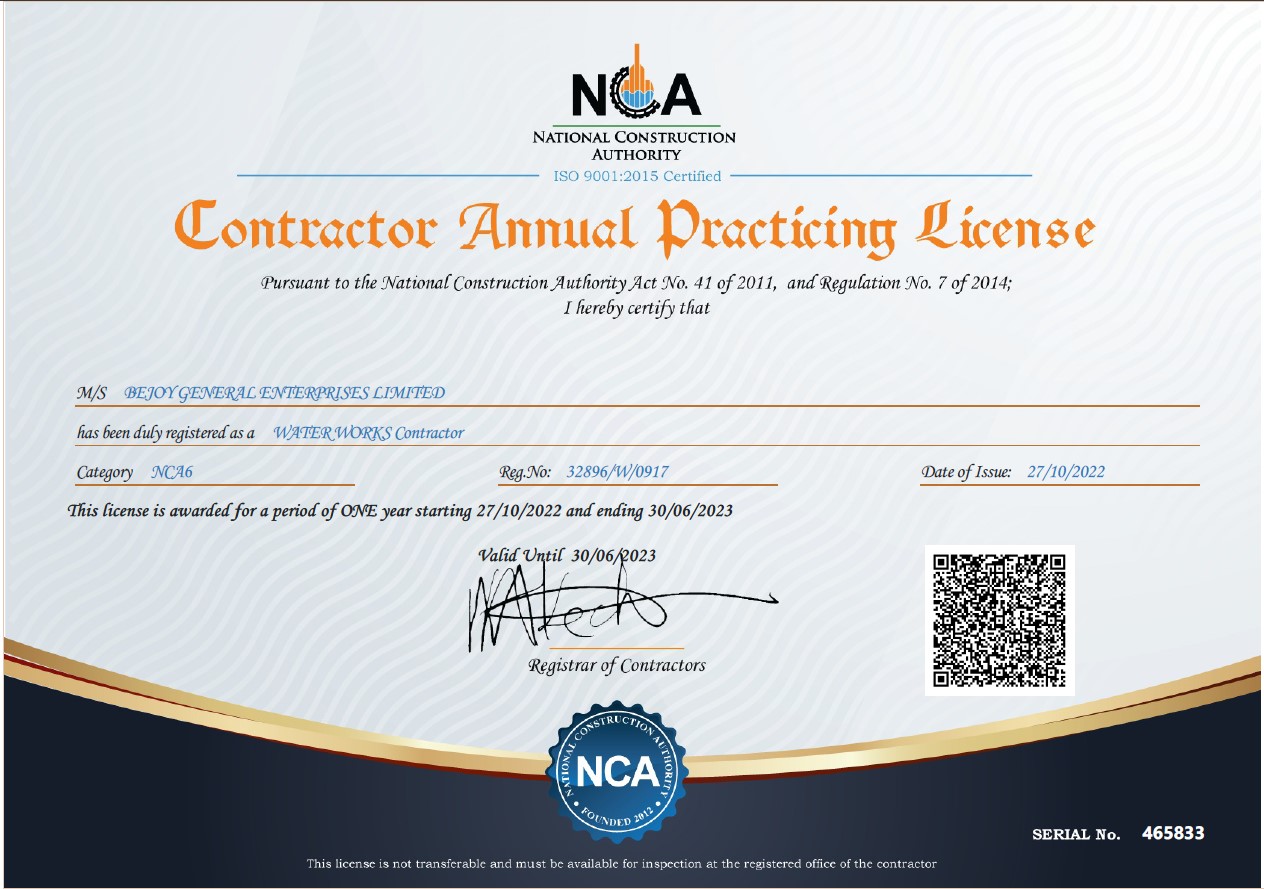 NCA
NATIONAL CONSTRUCTION
AUTHORITY
ISO 9001:2015 Certified
Contractor Annual Practicing License
Pursuant to the National Construction Authority Act No. 41 of 2011, and Regulation No. 7 of 2014;
I hereby certify that
M/S BEJOY GENERAL ENTERPRISES LIMITED
has been duly registered as a WATER WORKS Contractor
Category NCA6 Reg.No: 32896/W/0917 Date of Issue: 27/10/2022
This license is awarded for a period of ONE year starting 27/10/2022 and ending 30/06/2023
Valid Until 30/06/2023
Registrar of Contractors
NATIONAL CONSTRUCTION AUTHORITY
NCA
• FOUNDED 2012 •
SERIAL No. 465833
This license is not transferable and must be available for inspection at the registered office of the contractor